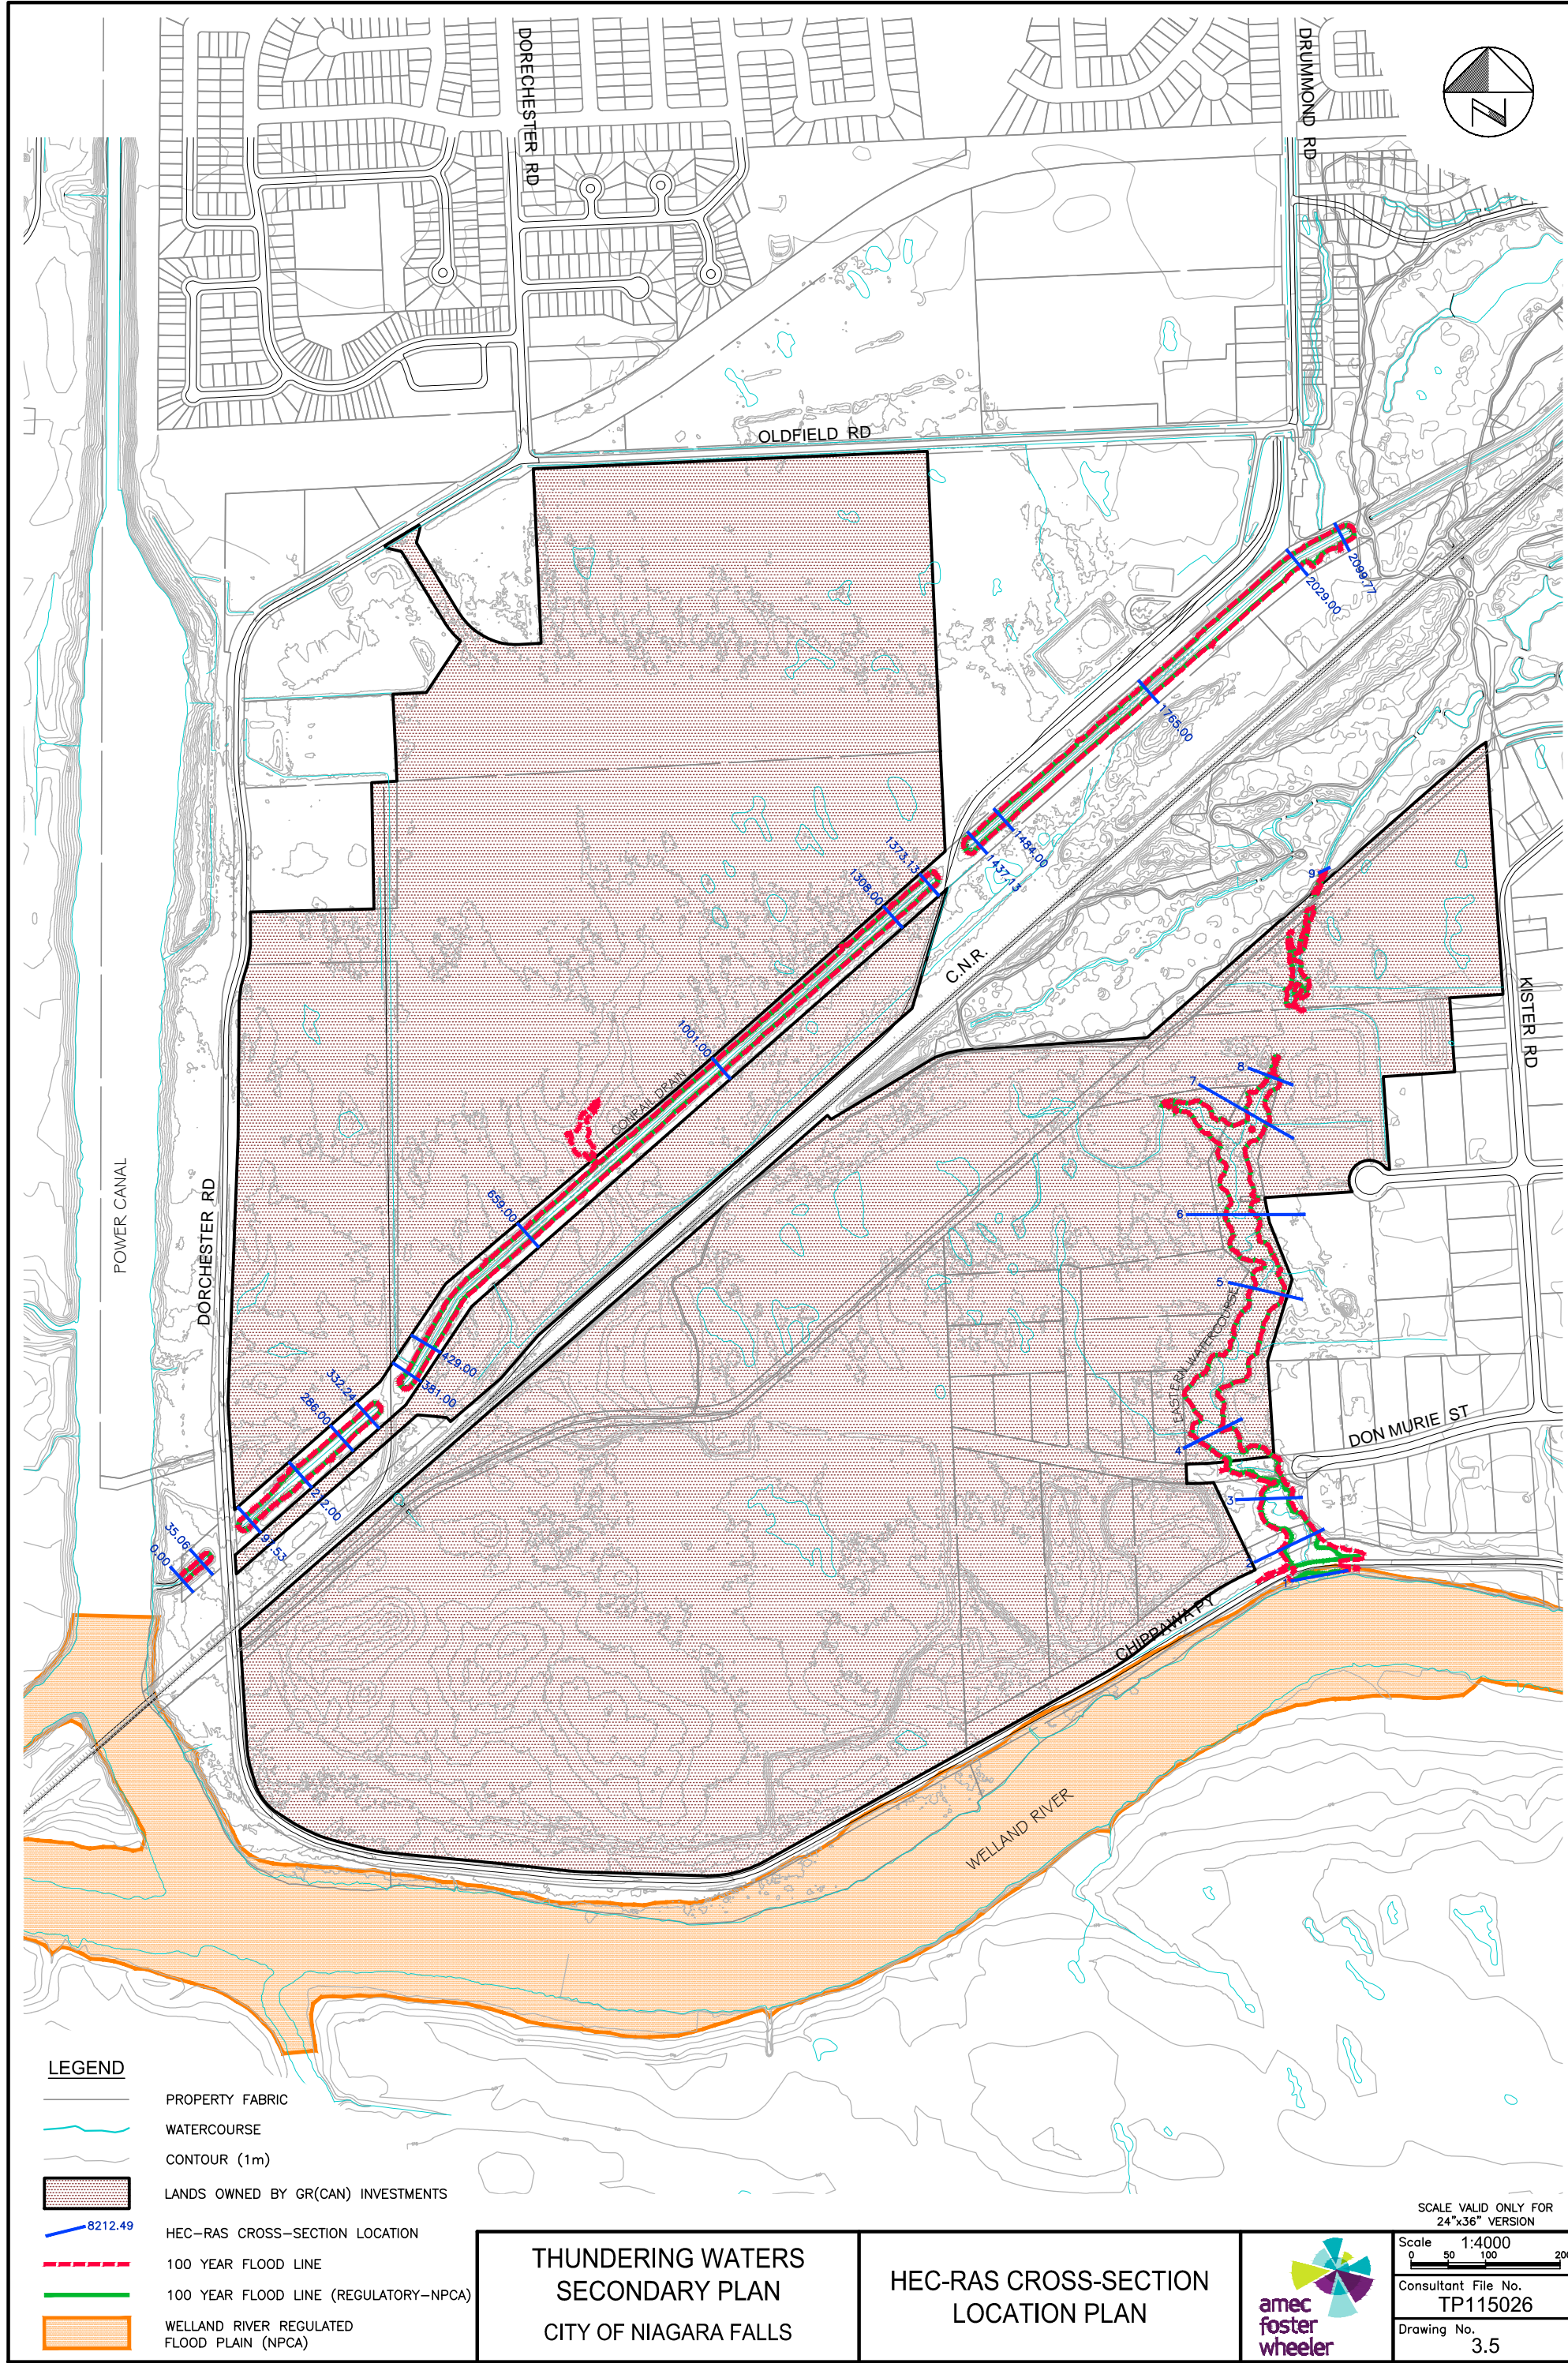 DORECHESTER RD
DRUMMOND RD
N
OLDFIELD RD
2099.77
2029.00
1765.00
1484.00
1437.13
1373.13
1308.00
9
C.N.R.
KISTER RD
1001.00
CONRAIL DRAIN
8
7
POWER CANAL
DORCHESTER RD
659.00
6
5
EASTERN WATERCOURSE
429.00
381.00
332.24
286.00
212.00
97.53
35.06
0.00
4
DON MURIE ST
3
2
1
CHIPPAWA PY
WELLAND RIVER
LEGEND
PROPERTY FABRIC
WATERCOURSE
CONTOUR (1m)
LANDS OWNED BY GR(CAN) INVESTMENTS
8212.49
HEC-RAS CROSS-SECTION LOCATION
100 YEAR FLOOD LINE
100 YEAR FLOOD LINE (REGULATORY-NPCA)
WELLAND RIVER REGULATED
FLOOD PLAIN (NPCA)
THUNDERING WATERS
SECONDARY PLAN
CITY OF NIAGARA FALLS
HEC-RAS CROSS-SECTION
LOCATION PLAN
amec
foster
wheeler
SCALE VALID ONLY FOR
24"x36" VERSION
Scale 1:4000
0 50 100 200
Consultant File No.
TP115026
Drawing No.
3.5